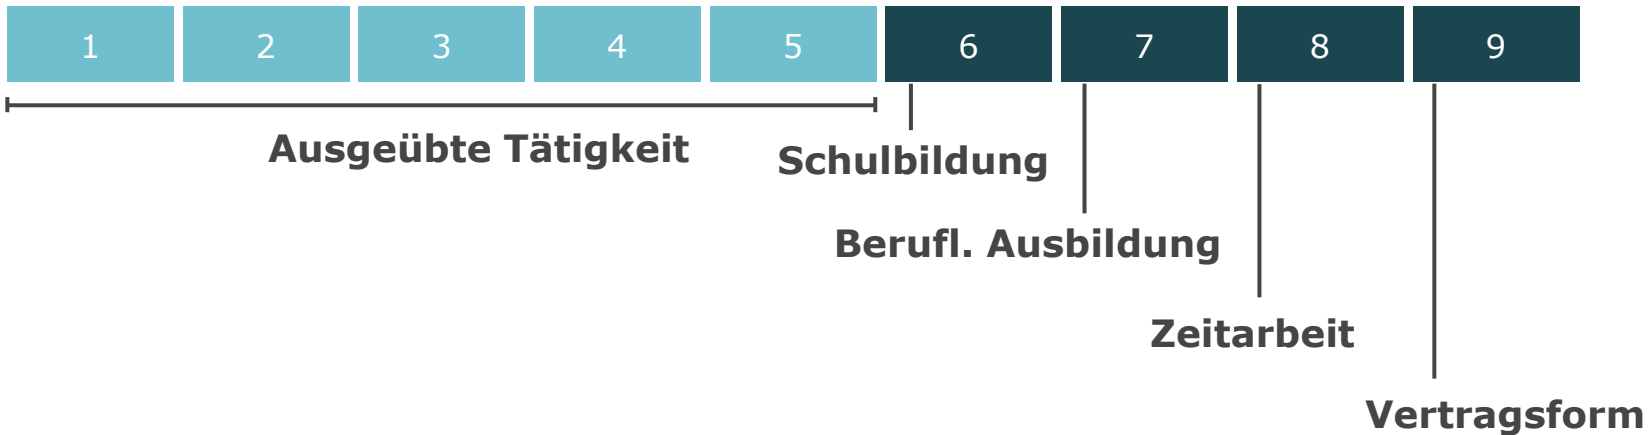 1 2 3 4 5 6 7 8 9
Ausgeübte Tätigkeit
Schulbildung
Berufl. Ausbildung
Zeitarbeit
Vertragsform